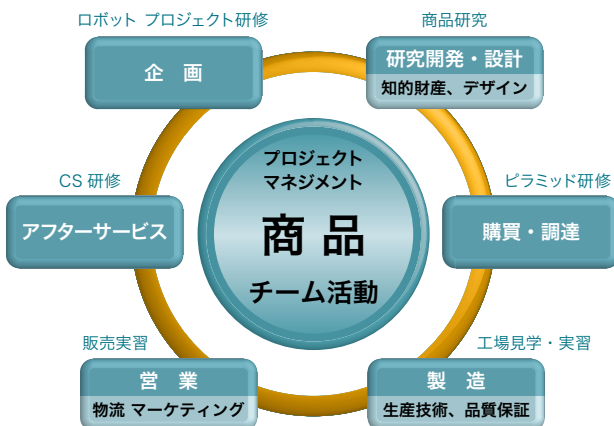 ロボット プロジェクト研修
企 画
商品研究
研究開発・設計
知的財産、デザイン
CS 研修
アフターサービス
プロジェクト
マネジメント
商 品
チーム活動
ピラミッド研修
購買・調達
販売実習
営 業
物流 マーケティング
工場見学・実習
製 造
生産技術、品質保証